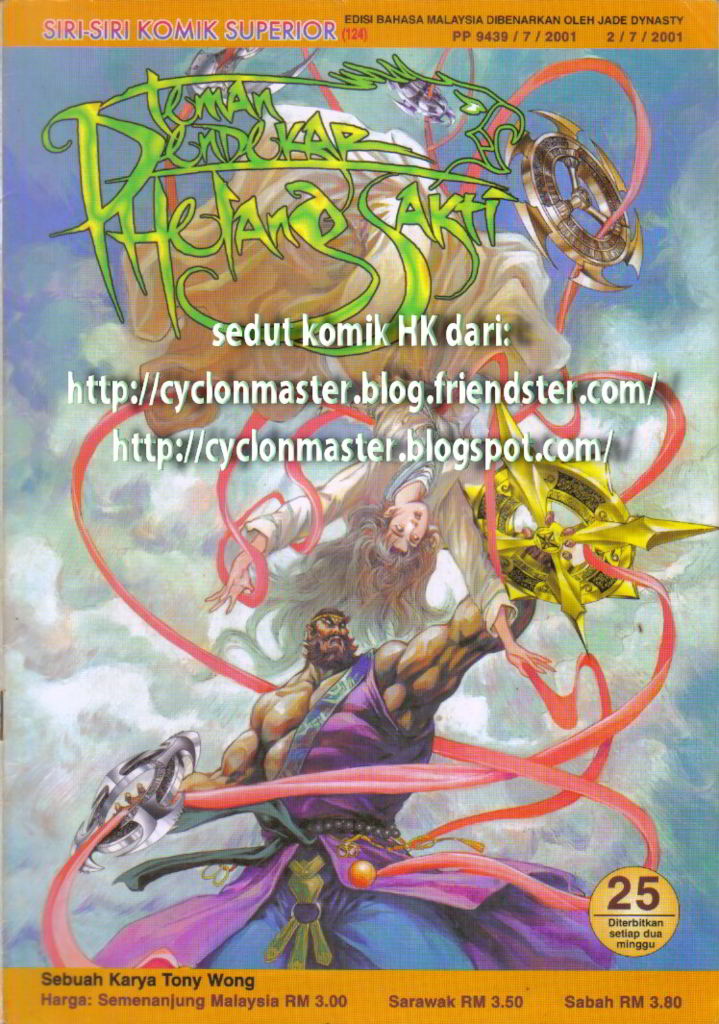 SIRI-SIRI KOMIK SUPERIOR (124)
EDISI BAHASA MALAYSIA DIBENARKAN OLEH JADE DYNASTY
PP 9439 / 7 / 2001 2 / 7 / 2001
Teman
Pendekar
Helang Sakti
sedut komik HK dari:
http://cyclonmaster.blog.friendster.com/
http://cyclonmaster.blogspot.com/
25
Diterbitkan
setiap dua
minggu
Sebuah Karya Tony Wong
Harga: Semenanjung Malaysia RM 3.00 Sarawak RM 3.50 Sabah RM 3.80